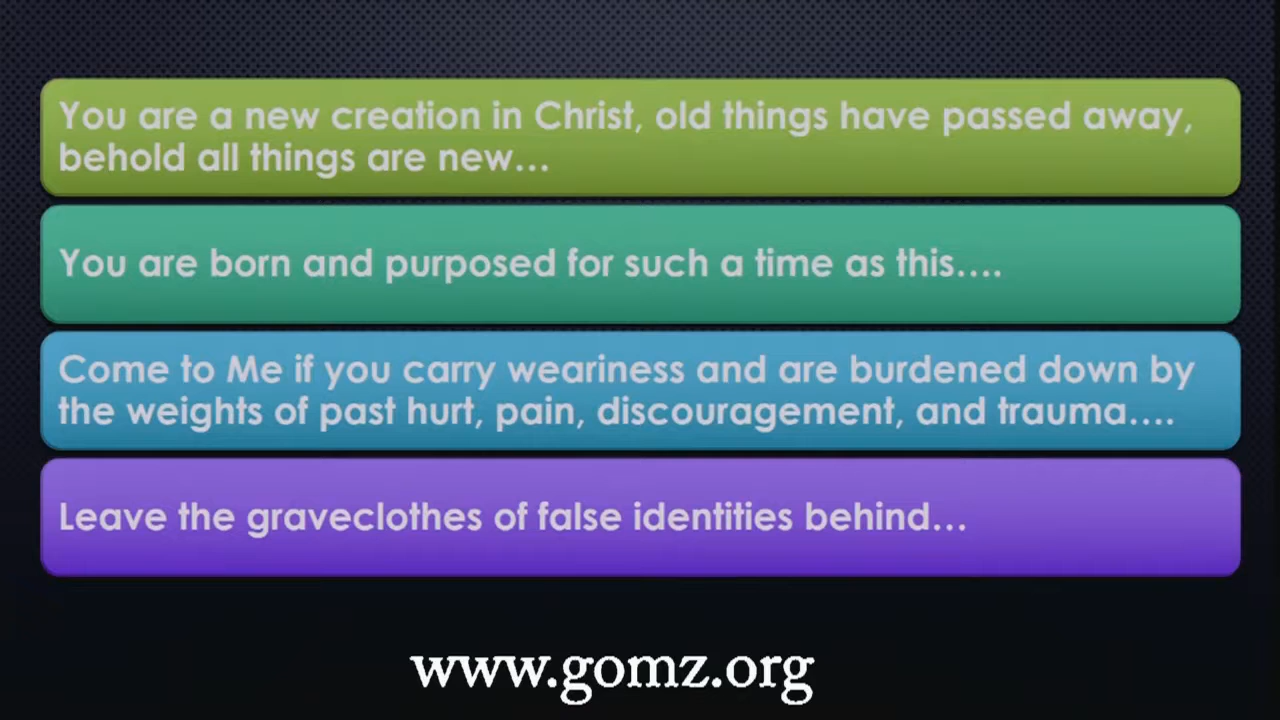 You are a new creation in Christ, old things have passed away,
behold all things are new…
You are born and purposed for such a time as this….
Come to Me if you carry weariness and are burdened down by
the weights of past hurt, pain, discouragement, and trauma….
Leave the graveclothes of false identities behind…
www.gomz.org